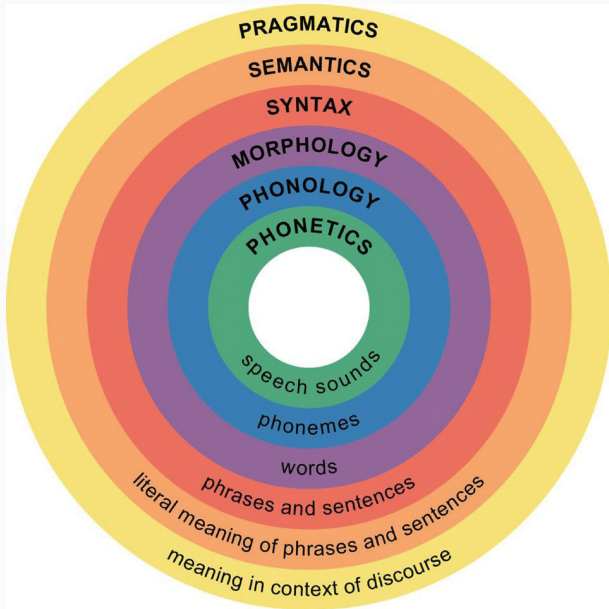 PRAGMATICS
SEMANTICS
SYNTAX
MORPHOLOGY
PHONOLOGY
PHONETICS
speech sounds
phonemes
words
phrases and sentences
literal meaning of phrases and sentences
meaning in context of discourse